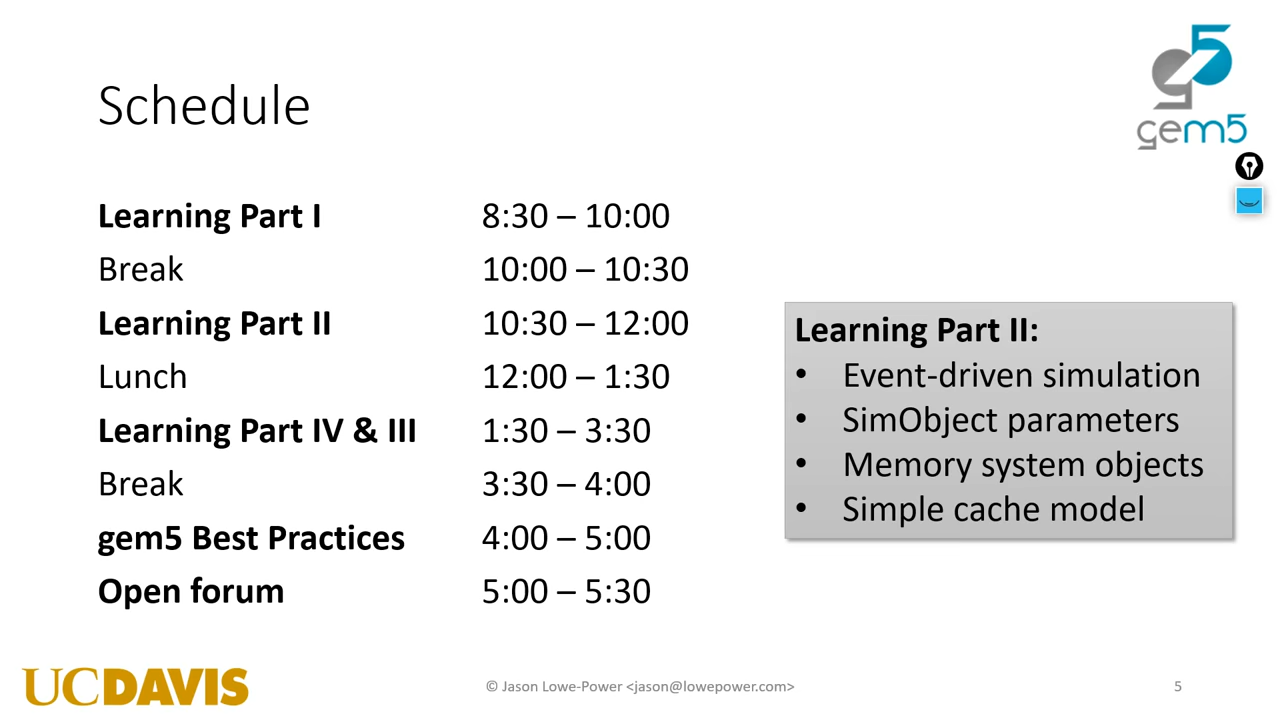 Schedule
gem5
Learning Part I 8:30 – 10:00
Break 10:00 – 10:30
Learning Part II 10:30 – 12:00
Lunch 12:00 – 1:30
Learning Part IV & III 1:30 – 3:30
Break 3:30 – 4:00
gem5 Best Practices 4:00 – 5:00
Open forum 5:00 – 5:30
Learning Part II:
• Event-driven simulation
• SimObject parameters
• Memory system objects
• Simple cache model
UCDAVIS
© Jason Lowe-Power <jason@lowepower.com>
5